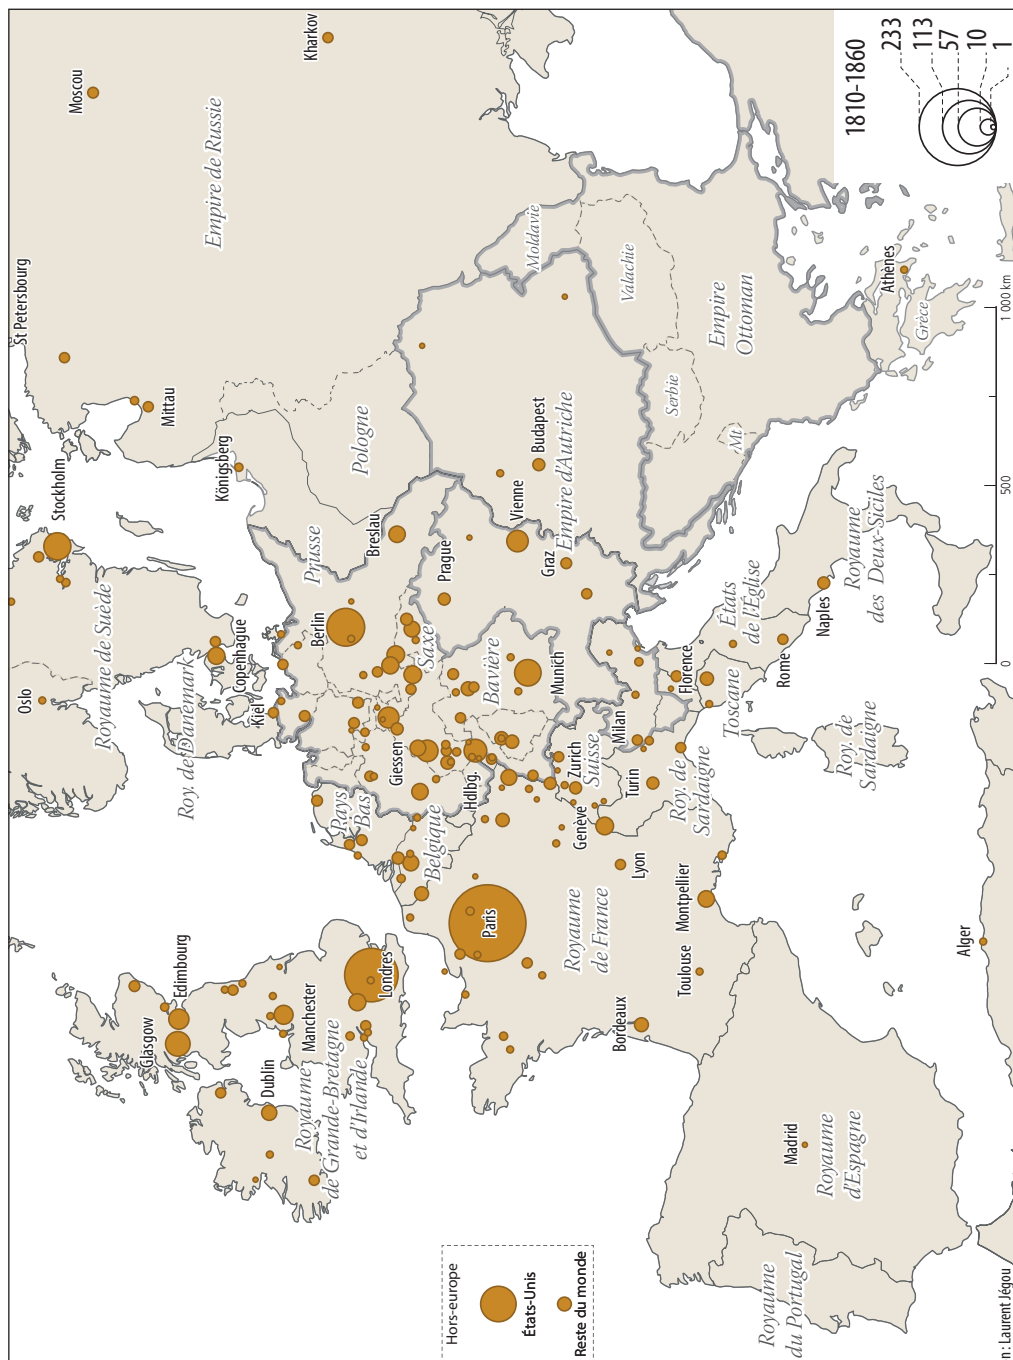 1810-1860
233
113
57
10
1
Moscou
Kharkov
Empire de Russie
St Petersbourg
Mittau
Stockholm
Königsberg
Oslo
Royaume de Suède
Roy. de Danemark
Copenhague
Kiel
Pologne
Prusse
Breslau
Berlin
Saxe
Prague
Moldavie
Valachie
Empire
Ottoman
Serbie
Mt
Grèce
Athènes
Budapest
Vienne
Empire d'Autriche
Graz
Bavière
Munich
Giessen
Hdlbg.
Pays
Bas
Belgique
Zurich
Suisse
Genève
Milan
Turin
Roy. de
Sardaigne
Florence
Toscane
États
de l'Église
Rome
Naples
Royaume
des Deux-Siciles
Roy. de
Sardaigne
Edimbourg
Glasgow
Dublin
Manchester
Londres
Royaume
de Grande-Bretagne
et d'Irlande
Paris
Royaume
de France
Lyon
Montpellier
Toulouse
Bordeaux
Alger
Madrid
Royaume
d'Espagne
Royaume
du Portugal
Hors-europe
États-Unis
Reste du monde
0
500
1 000 km
n : Laurent Jégou